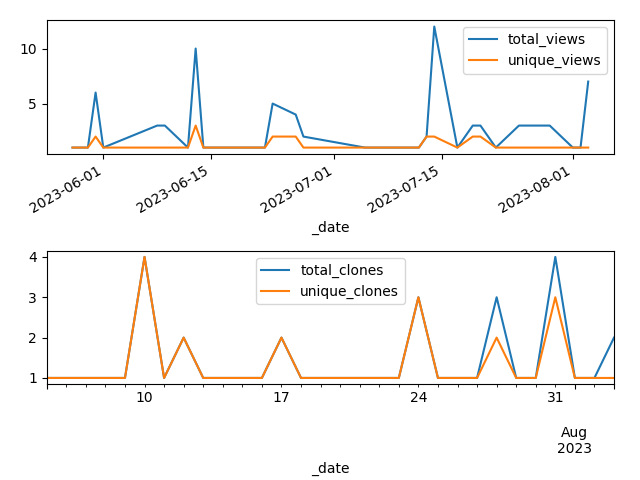 total_views
unique_views
10
5
2023-06-01
2023-06-15
2023-07-01
2023-07-15
2023-08-01
_date
total_clones
unique_clones
4
3
2
1
10
17
24
31
Aug
2023
_date